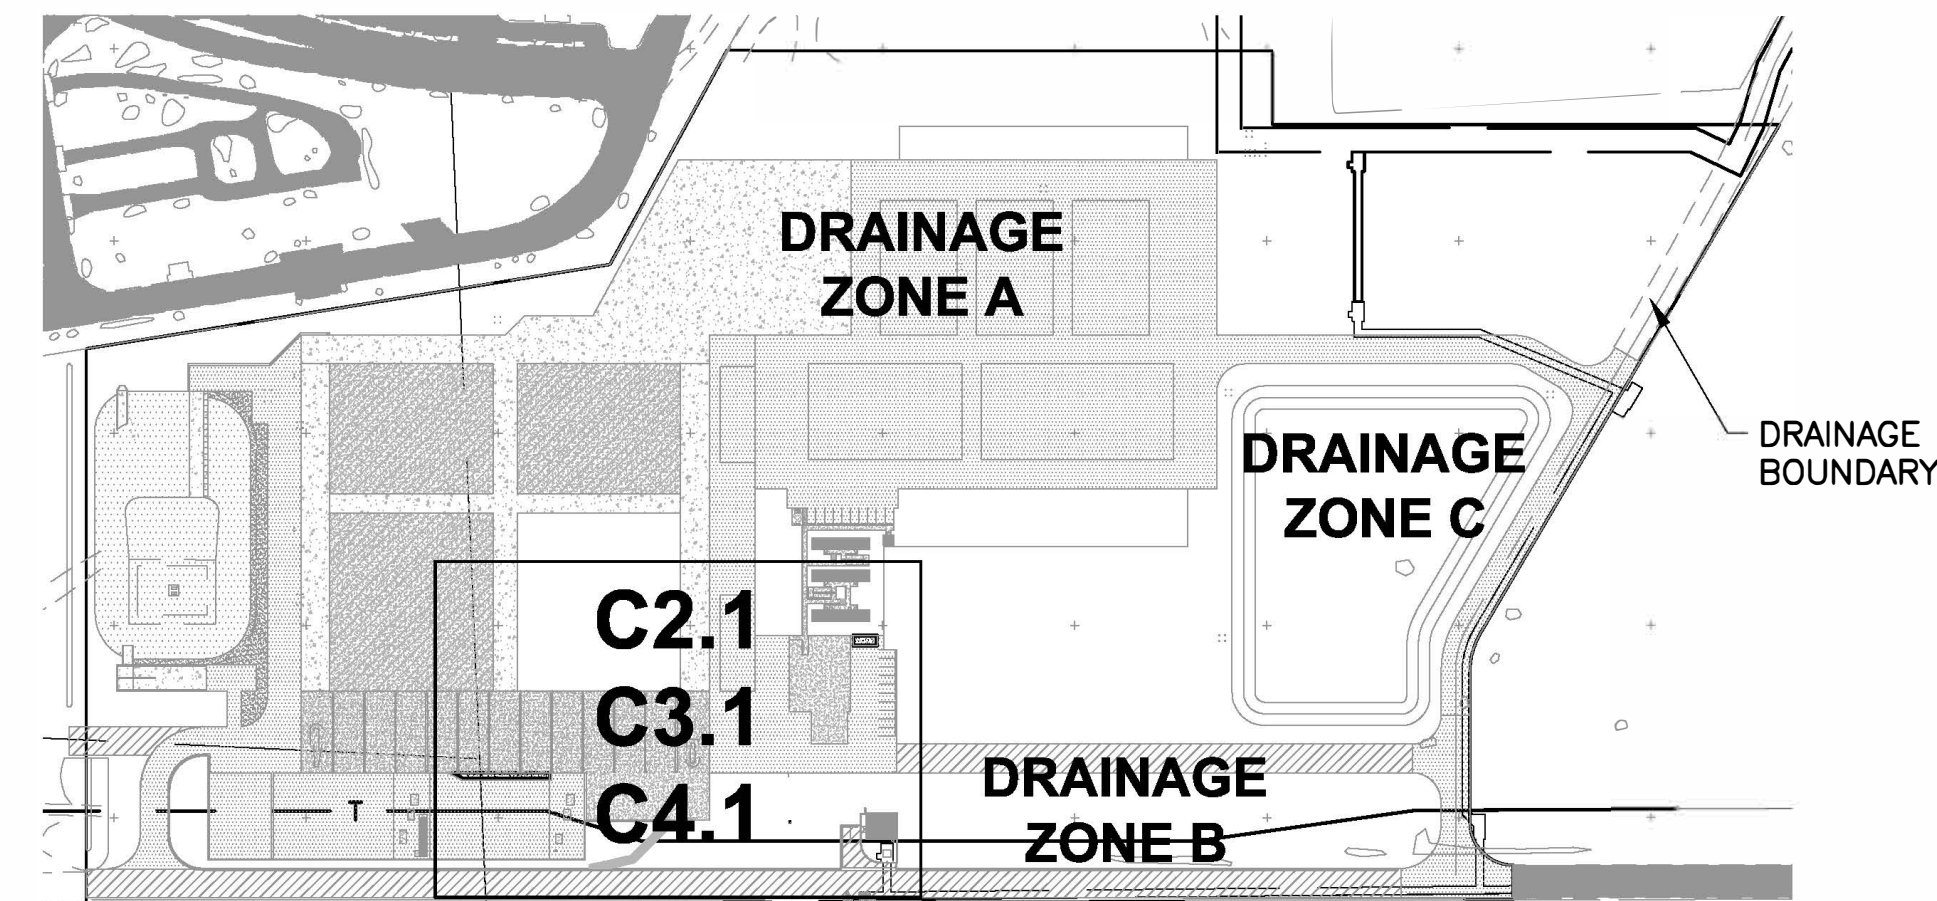 DRAINAGE
ZONE A
DRAINAGE
ZONE C
DRAINAGE
BOUNDARY
C2.1
C3.1
C4.1
DRAINAGE
ZONE B
T